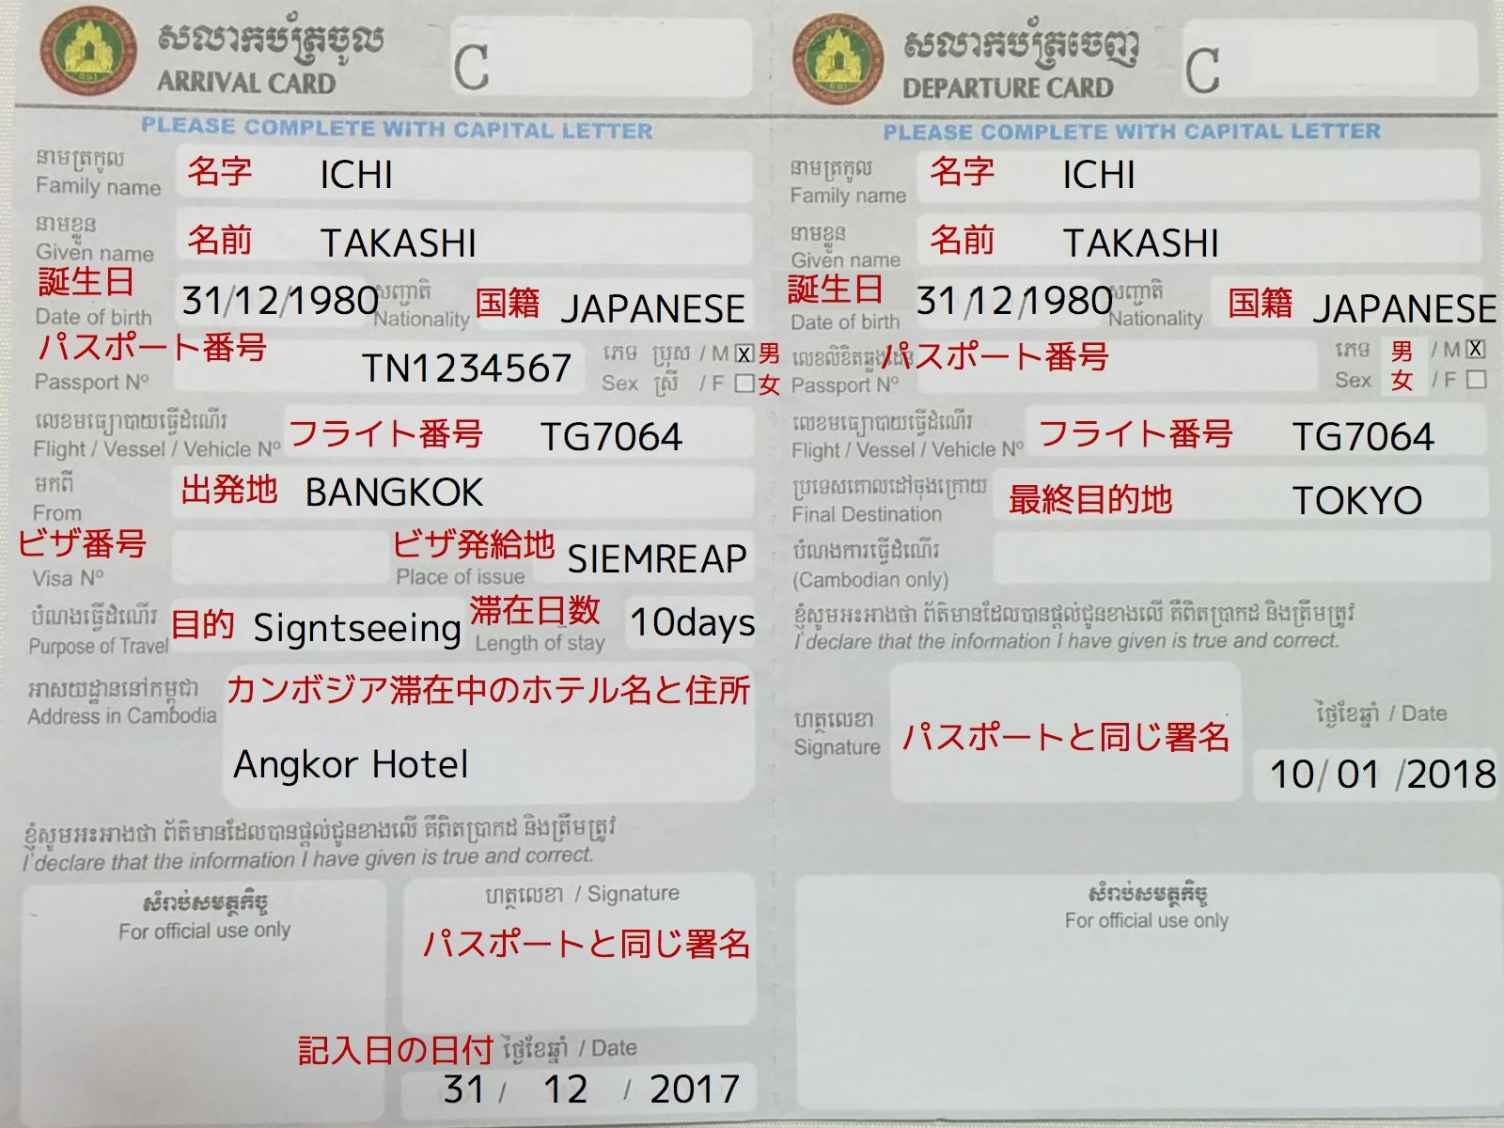 សលាកប័ត្រចូល
ARRIVAL CARD
C
PLEASE COMPLETE WITH CAPITAL LETTER
នាមត្រកូល
Family name
名字 ICHI
នាមខ្លួន
Given name
名前 TAKASHI
誕生日
Date of birth
31/12/1980
សញ្ជាតិ
Nationality
国籍 JAPANESE
パスポート番号
Passport Nº
TN1234567
ភេទ ប្រុស / M X 男
Sex ស្រី / F 女
លេខមធ្យោបាយធ្វើដំណើរ
Flight / Vessel / Vehicle Nº
フライト番号 TG7064
មកពី
From
出発地 BANGKOK
ビザ番号
Visa Nº
ビザ発給地
Place of issue
SIEMREAP
បំណងធ្វើដំណើរ
Purpose of Travel
目的 Signtseeing
滞在日数
Length of stay
10days
អាសយដ្ឋាននៅកម្ពុជា
Address in Cambodia
カンボジア滞在中のホテル名と住所
Angkor Hotel
ខ្ញុំសូមអះអាងថា ព័ត៌មានដែលបានផ្តល់ជូនខាងលើ គឺពិតប្រាកដ និងត្រឹមត្រូវ
I declare that the information I have given is true and correct.
សំរាប់សមត្ថកិច្ច
For official use only
ហត្ថលេខា / Signature
パスポートと同じ署名
記入日の日付 ថ្ងៃខែឆ្នាំ / Date
31 / 12 / 2017
សលាកប័ត្រចេញ
DEPARTURE CARD
C
PLEASE COMPLETE WITH CAPITAL LETTER
នាមត្រកូល
Family name
名字 ICHI
នាមខ្លួន
Given name
名前 TAKASHI
誕生日
Date of birth
31/12/1980
សញ្ជាតិ
Nationality
国籍 JAPANESE
パスポート番号
Passport Nº
ភេទ 男 / M X
Sex 女 / F
លេខមធ្យោបាយធ្វើដំណើរ
Flight / Vessel / Vehicle Nº
フライト番号 TG7064
ប្រទេសគោលដៅចុងក្រោយ
Final Destination
最終目的地 TOKYO
បំណងការធ្វើដំណើរ
(Cambodian only)
ខ្ញុំសូមអះអាងថា ព័ត៌មានដែលបានផ្តល់ជូនខាងលើ គឺពិតប្រាកដ និងត្រឹមត្រូវ
I declare that the information I have given is true and correct.
ហត្ថលេខា
Signature
パスポートと同じ署名
ថ្ងៃខែឆ្នាំ / Date
10/ 01 /2018
សំរាប់សមត្ថកិច្ច
For official use only